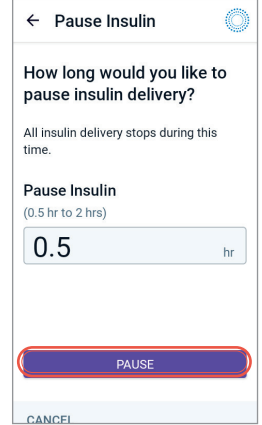 ← Pause Insulin
How long would you like to
pause insulin delivery?
All insulin delivery stops during this
time.
Pause Insulin
(0.5 hr to 2 hrs)
0.5 hr
PAUSE
CANCEL